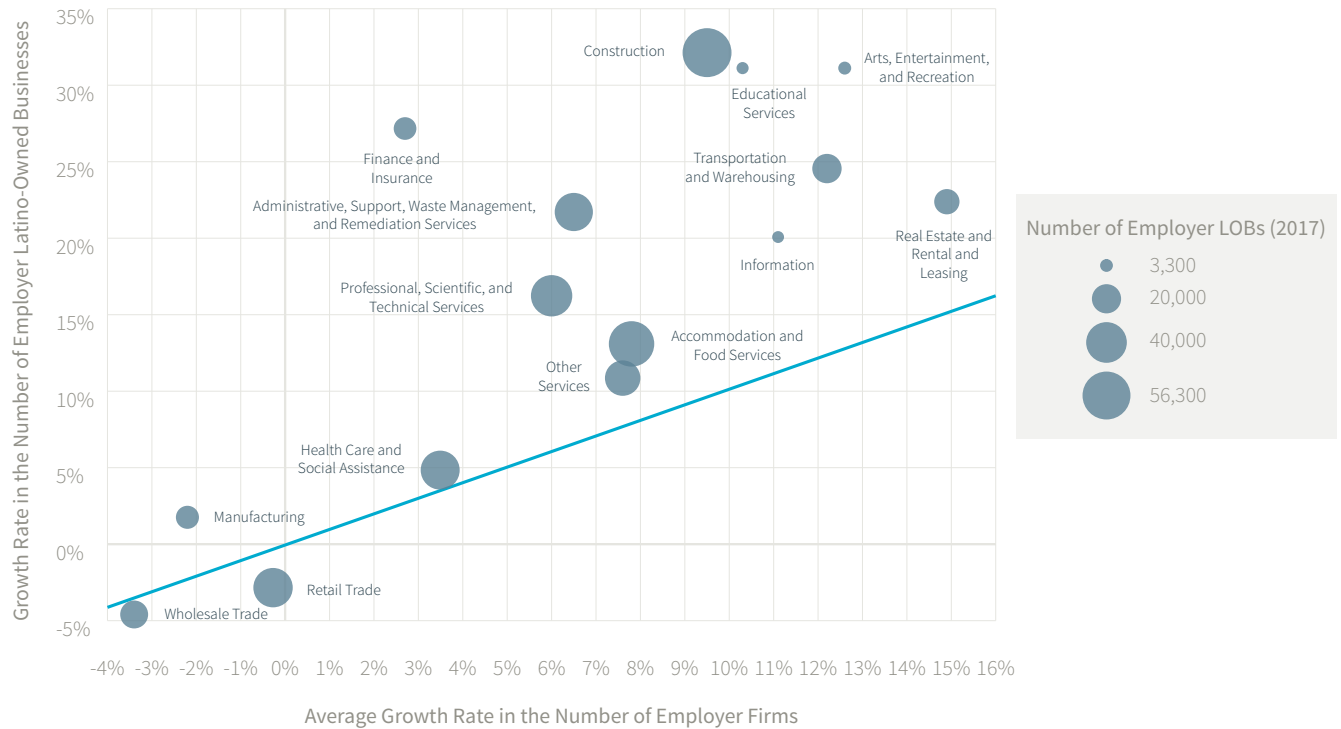 Growth Rate in the Number of Employer Latino-Owned Businesses
35%
30%
25%
20%
15%
10%
5%
0%
-5%
Construction
Educational
Services
Arts, Entertainment,
and Recreation
Finance and
Insurance
Transportation
and Warehousing
Administrative, Support, Waste Management,
and Remediation Services
Real Estate and
Rental and
Leasing
Information
Professional, Scientific, and
Technical Services
Accommodation and
Food Services
Other
Services
Health Care and
Social Assistance
Manufacturing
Retail Trade
Wholesale Trade
-4% -3% -2% -1% 0% 1% 2% 3% 4% 5% 6% 7% 8% 9% 10% 11% 12% 13% 14% 15% 16%
Average Growth Rate in the Number of Employer Firms
Number of Employer LOBs (2017)
3,300
20,000
40,000
56,300